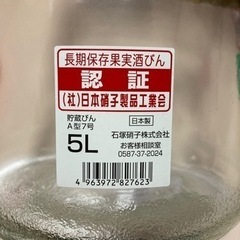 長期保存果実酒びん
認証
(社)日本硝子製品工業会
貯蔵びん
A型7号
5L
日本製
石塚硝子株式会社
お客様相談室
0587-37-2024
4 963972 827623